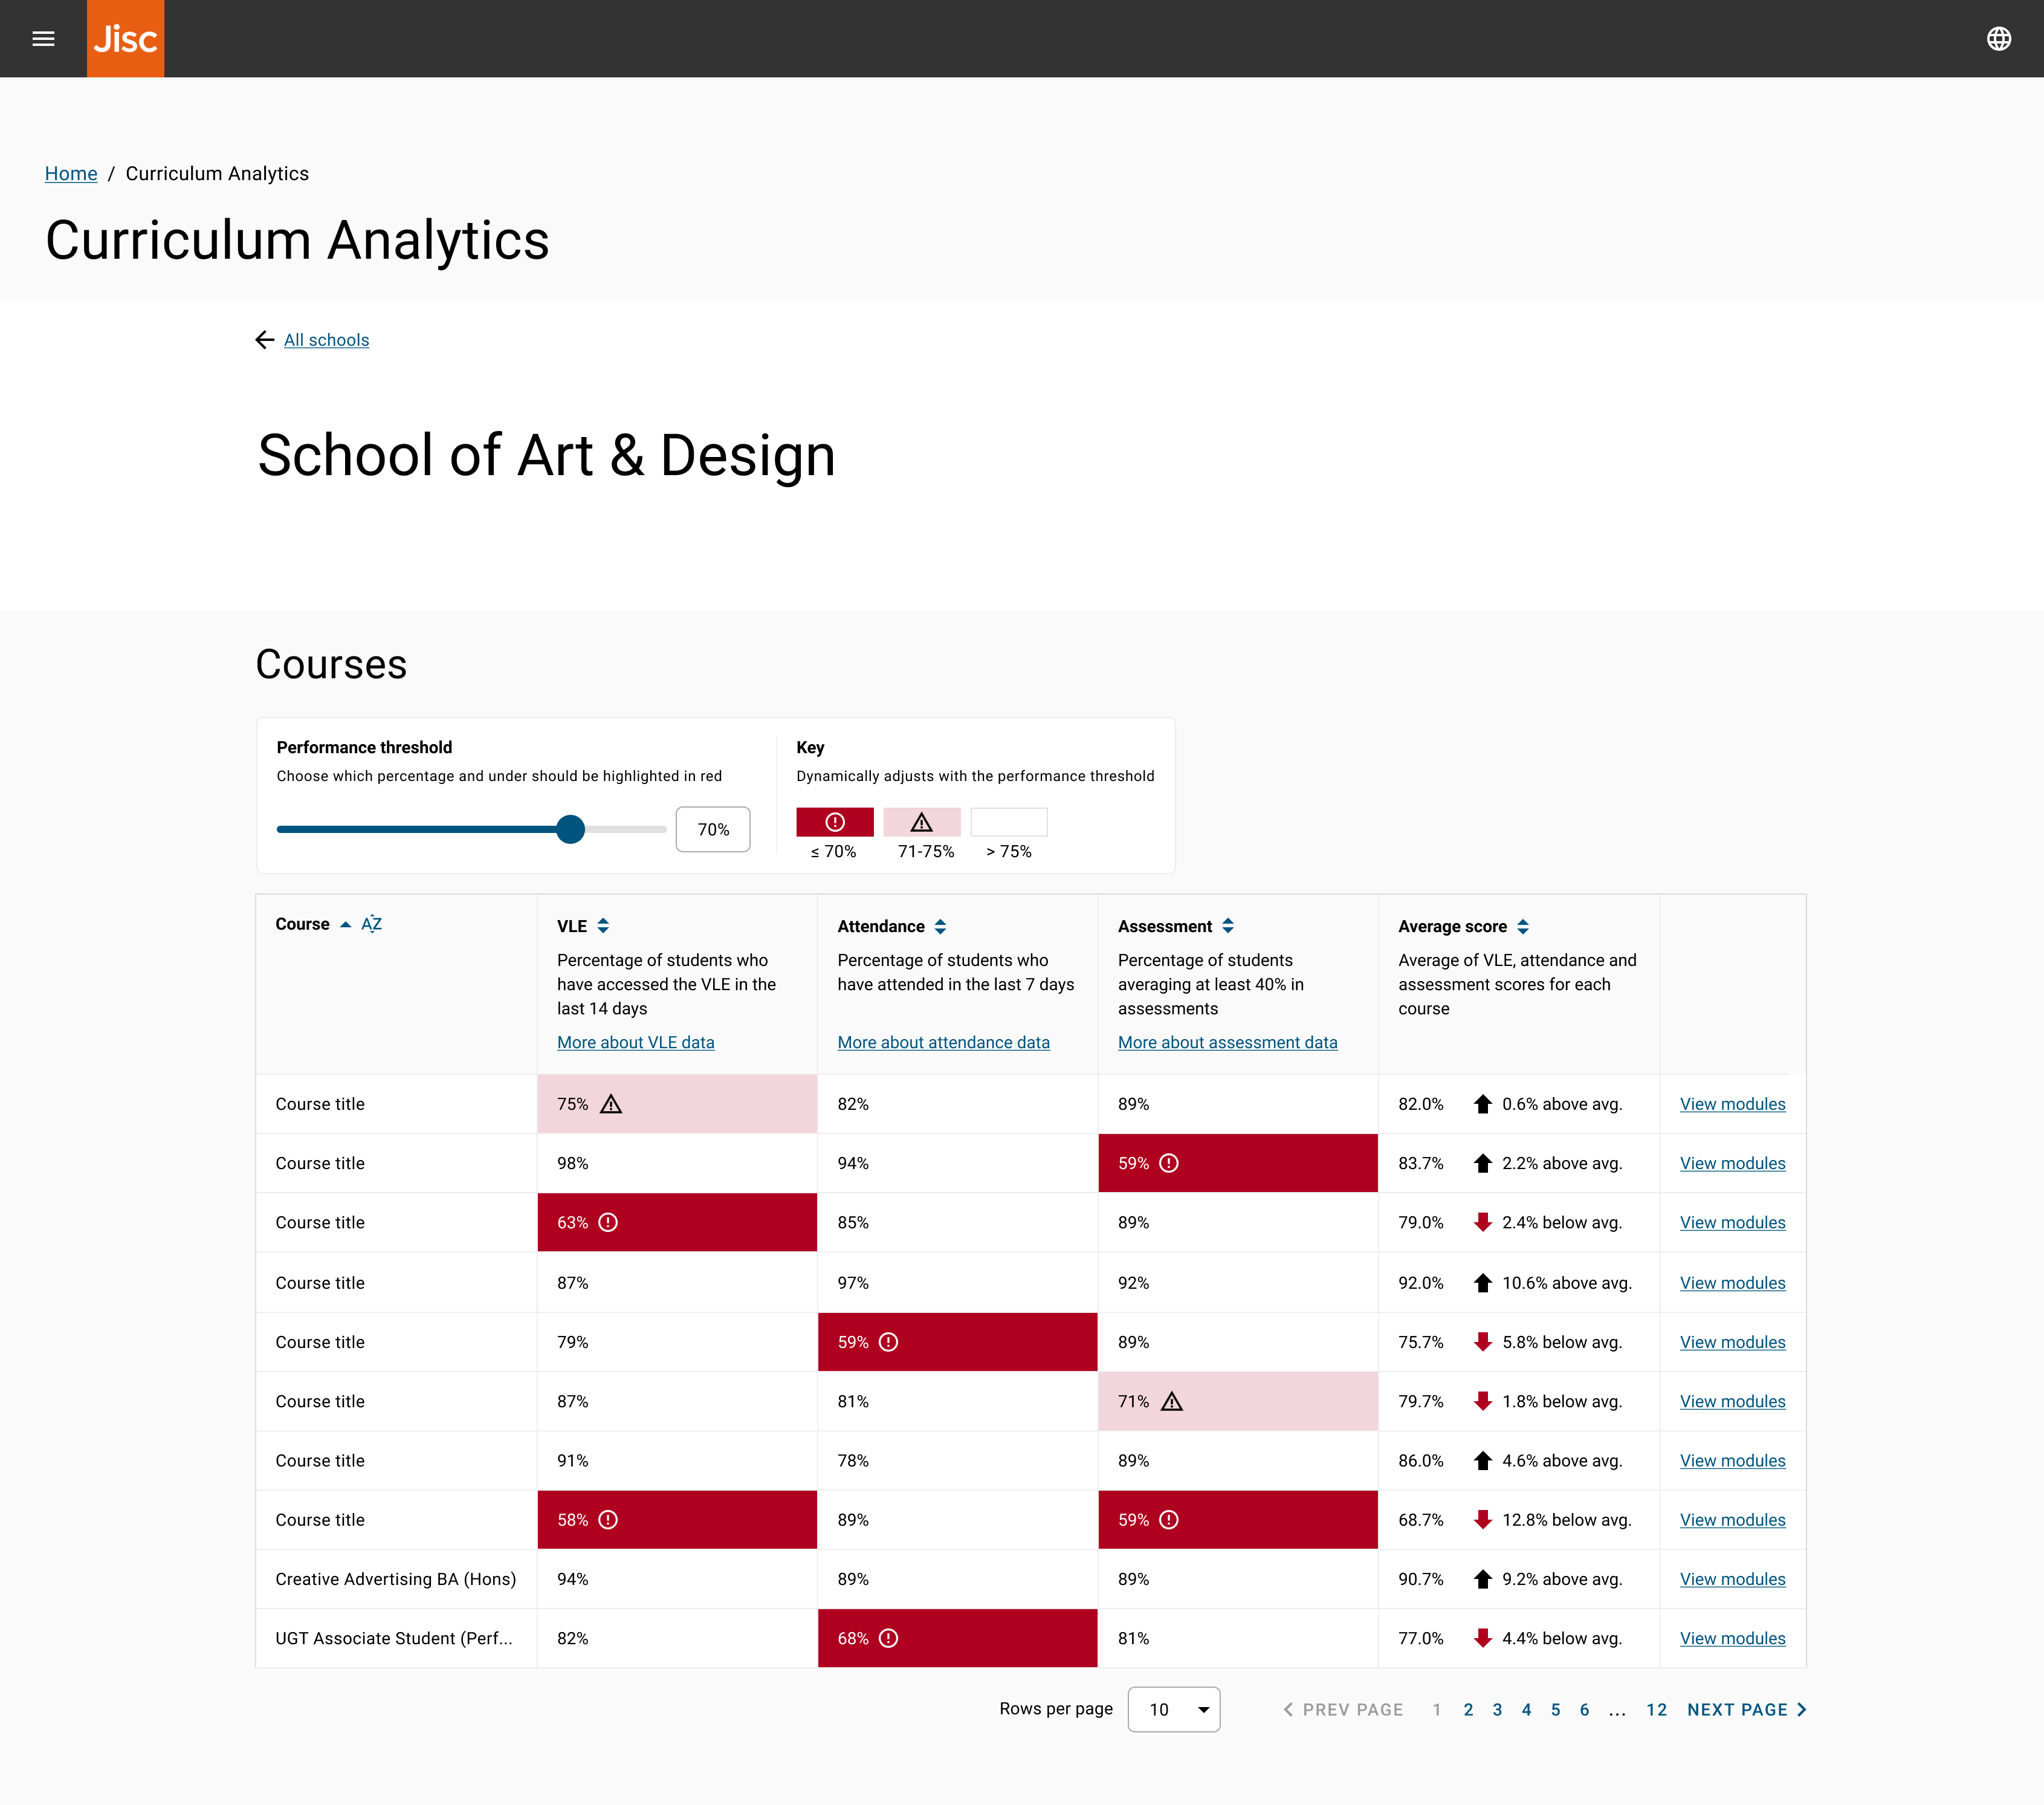 Jisc
Home / Curriculum Analytics
Curriculum Analytics
All schools
School of Art & Design
Courses
Performance threshold
Choose which percentage and under should be highlighted in red
70%
Key
Dynamically adjusts with the performance threshold
≤ 70% 71-75% > 75%
Course AZ
VLE
Percentage of students who
have accessed the VLE in the
last 14 days
More about VLE data
Attendance
Percentage of students who
have attended in the last 7 days
More about attendance data
Assessment
Percentage of students
averaging at least 40% in
assessments
More about assessment data
Average score
Average of VLE, attendance and
assessment scores for each
course
Course title 75% 82% 89% 82.0% 0.6% above avg. View modules
Course title 98% 94% 59% 83.7% 2.2% above avg. View modules
Course title 63% 85% 89% 79.0% 2.4% below avg. View modules
Course title 87% 97% 92% 92.0% 10.6% above avg. View modules
Course title 79% 59% 89% 75.7% 5.8% below avg. View modules
Course title 87% 81% 71% 79.7% 1.8% below avg. View modules
Course title 91% 78% 89% 86.0% 4.6% above avg. View modules
Course title 58% 89% 59% 68.7% 12.8% below avg. View modules
Creative Advertising BA (Hons) 94% 89% 89% 90.7% 9.2% above avg. View modules
UGT Associate Student (Perf... 82% 68% 81% 77.0% 4.4% below avg. View modules
Rows per page 10 PREV PAGE 1 2 3 4 5 6 ... 12 NEXT PAGE